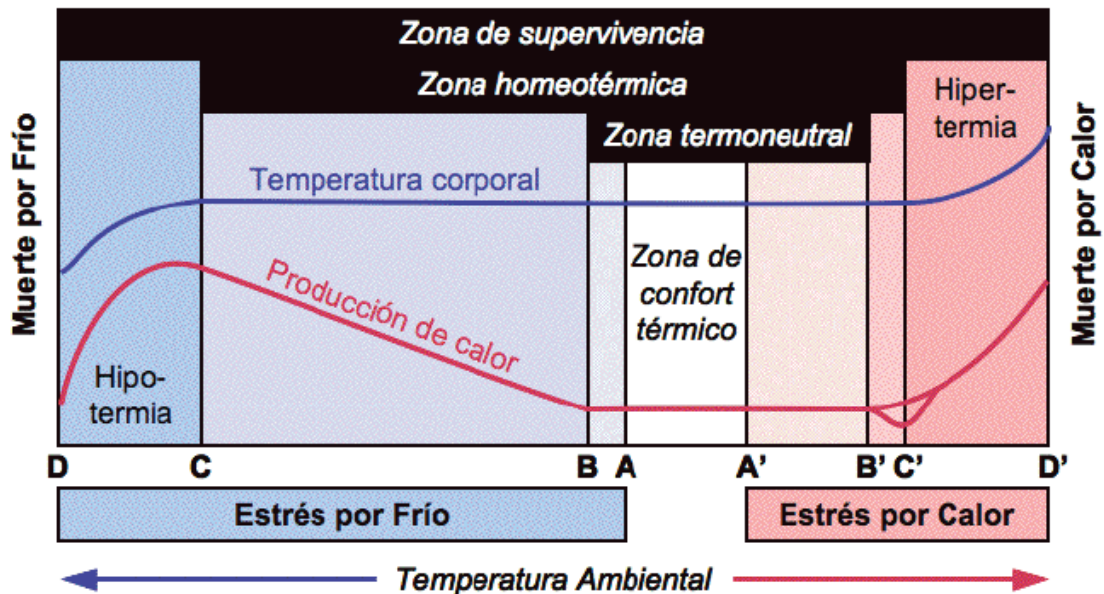 Zona de supervivencia
Zona homeotérmica
Hiper-
termia
Zona termoneutral
Muerte por Frío
Temperatura corporal
Muerte por Calor
Zona de
confort
térmico
Producción de calor
Hipo-
termia
D C B A A' B' C' D'
Estrés por Frío
Estrés por Calor
Temperatura Ambiental